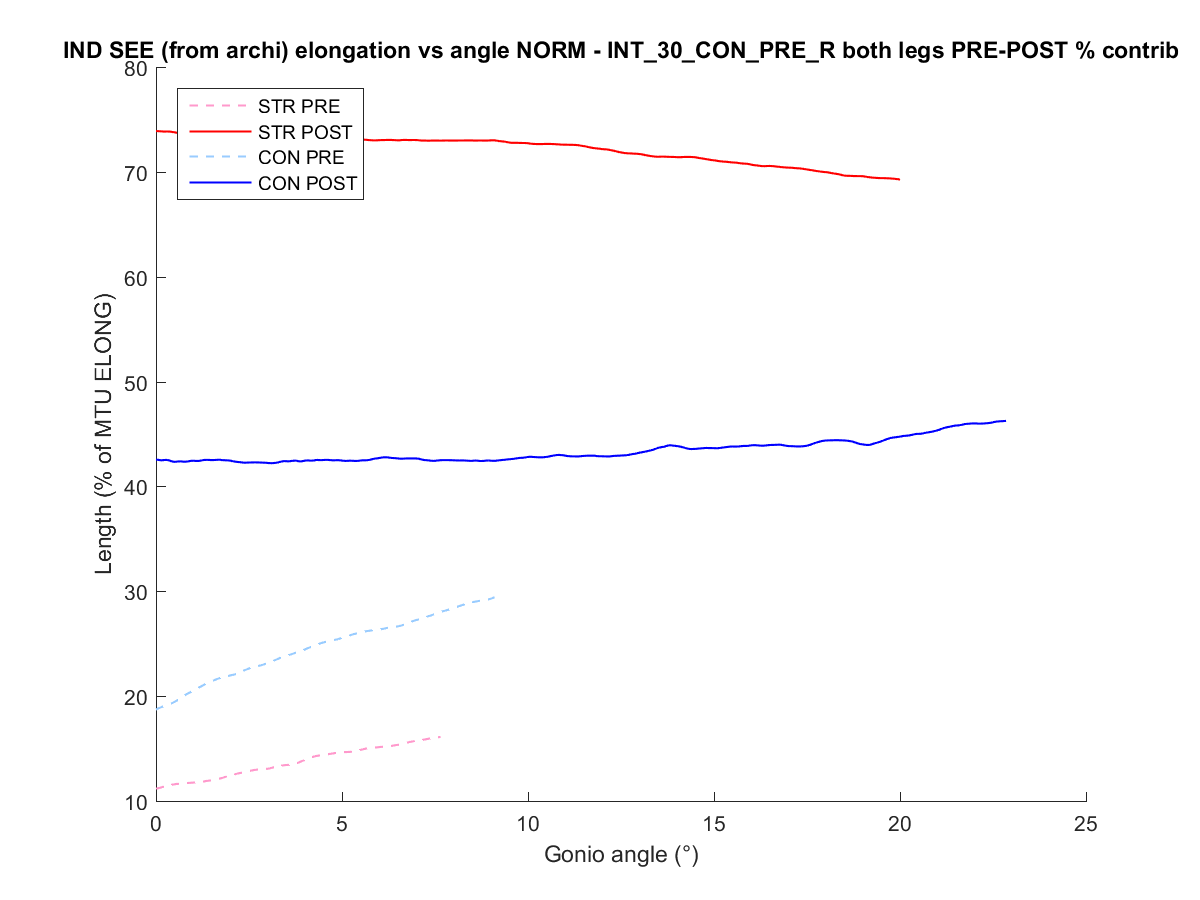 IND SEE (from archi) elongation vs angle NORM - INT_30_CON_PRE_R both legs PRE-POST % contrib
80
70
60
50
40
30
20
10
Length (% of MTU ELONG)
STR PRE
STR POST
CON PRE
CON POST
0 5 10 15 20 25
Gonio angle (°)